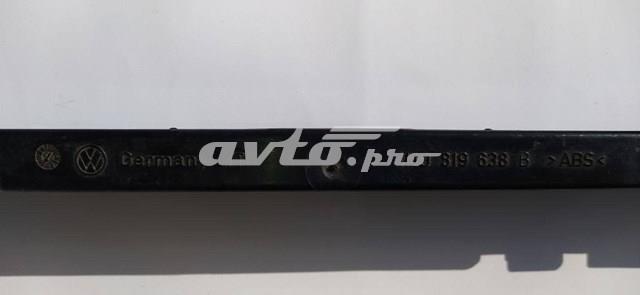 Germany 819 638 B >ABS<
avto.pro